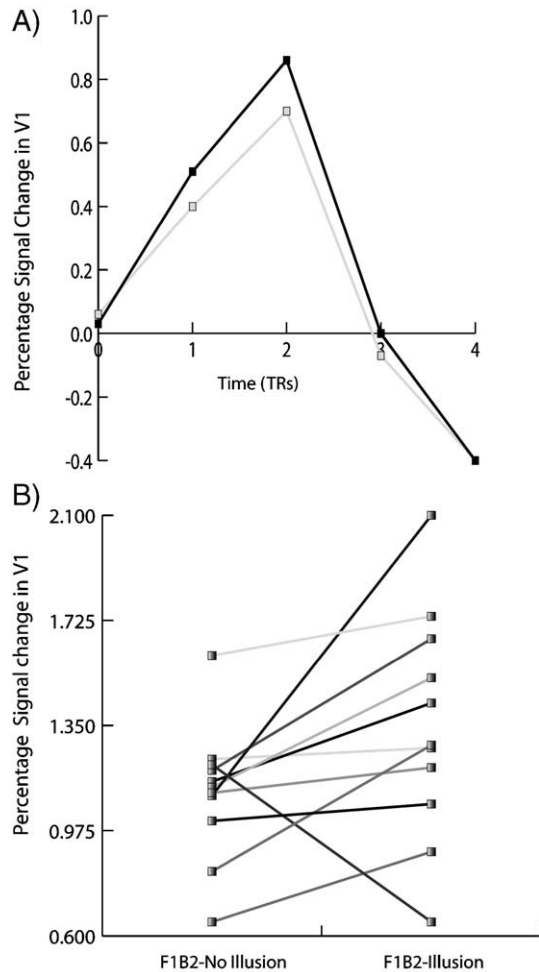 A)
Percentage Signal Change in V1
1.0
0.8
0.6
0.4
0.2
0.0
-0.2
-0.4
0
1
2
3
4
Time (TRs)
B)
Percentage Signal change in V1
2.100
1.725
1.350
0.975
0.600
F1B2-No Illusion
F1B2-Illusion